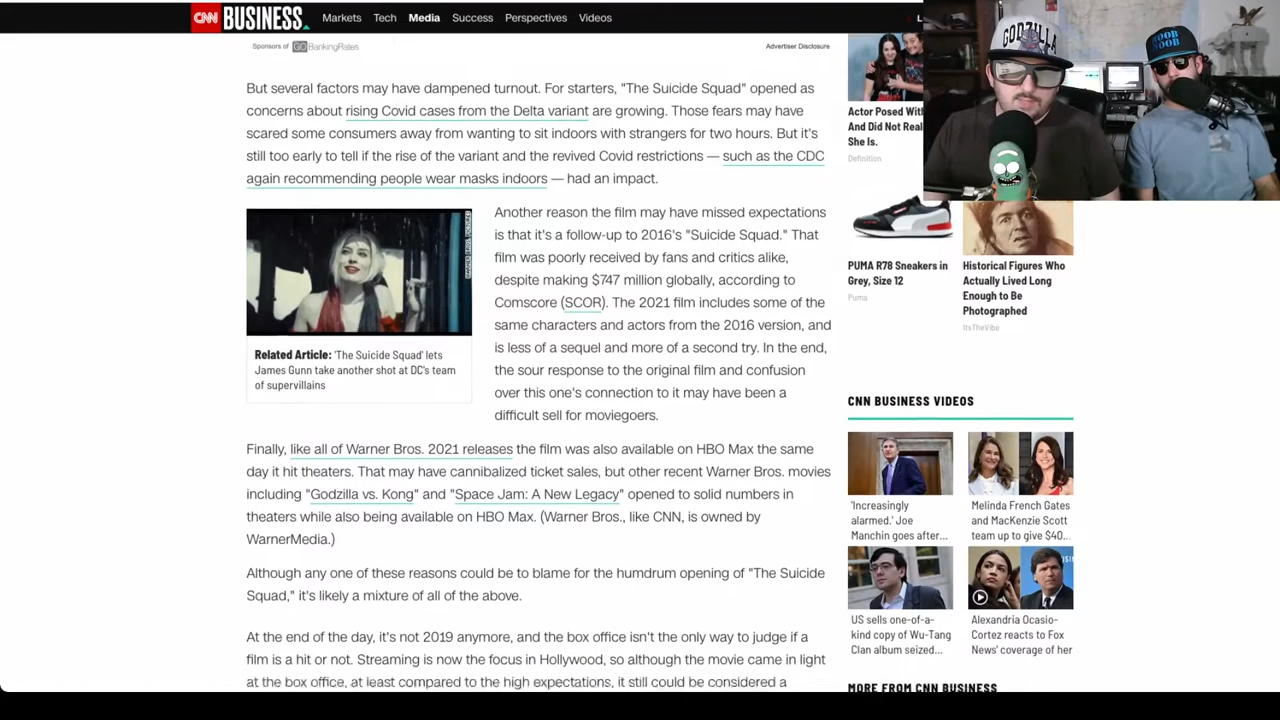 CNN BUSINESS
Markets Tech Media Success Perspectives Videos
L
Sponsors of GOBankingRates
Advertiser Disclosure
But several factors may have dampened turnout. For starters, "The Suicide Squad" opened as
concerns about rising Covid cases from the Delta variant are growing. Those fears may have
scared some consumers away from wanting to sit indoors with strangers for two hours. But it's
still too early to tell if the rise of the variant and the revived Covid restrictions — such as the CDC
again recommending people wear masks indoors — had an impact.
WARNER BROS. PICTURES
Related Article: 'The Suicide Squad' lets
James Gunn take another shot at DC's team
of supervillains
Another reason the film may have missed expectations
is that it's a follow-up to 2016's "Suicide Squad." That
film was poorly received by fans and critics alike,
despite making $747 million globally, according to
Comscore (SCOR). The 2021 film includes some of the
same characters and actors from the 2016 version, and
is less of a sequel and more of a second try. In the end,
the sour response to the original film and confusion
over this one's connection to it may have been a
difficult sell for moviegoers.
Finally, like all of Warner Bros. 2021 releases the film was also available on HBO Max the same
day it hit theaters. That may have cannibalized ticket sales, but other recent Warner Bros. movies
including "Godzilla vs. Kong" and "Space Jam: A New Legacy" opened to solid numbers in
theaters while also being available on HBO Max. (Warner Bros., like CNN, is owned by
WarnerMedia.)
Although any one of these reasons could be to blame for the humdrum opening of "The Suicide
Squad," it's likely a mixture of all of the above.
At the end of the day, it's not 2019 anymore, and the box office isn't the only way to judge if a
film is a hit or not. Streaming is now the focus in Hollywood, so although the movie came in light
at the box office, at least compared to the high expectations, it still could be considered a
GODZILLA
NOOB
NOOB
Actor Posed With
And Did Not Real
She Is.
Definition
PUMA R78 Sneakers in
Grey, Size 12
Puma
Historical Figures Who
Actually Lived Long
Enough to Be
Photographed
ItsTheVibe
CNN BUSINESS VIDEOS
'Increasingly
alarmed.' Joe
Manchin goes after...
Melinda French Gates
and MacKenzie Scott
team up to give $40...
US sells one-of-a-
kind copy of Wu-Tang
Clan album seized...
Alexandria Ocasio-
Cortez reacts to Fox
News' coverage of her
MORE FROM CNN BUSINESS